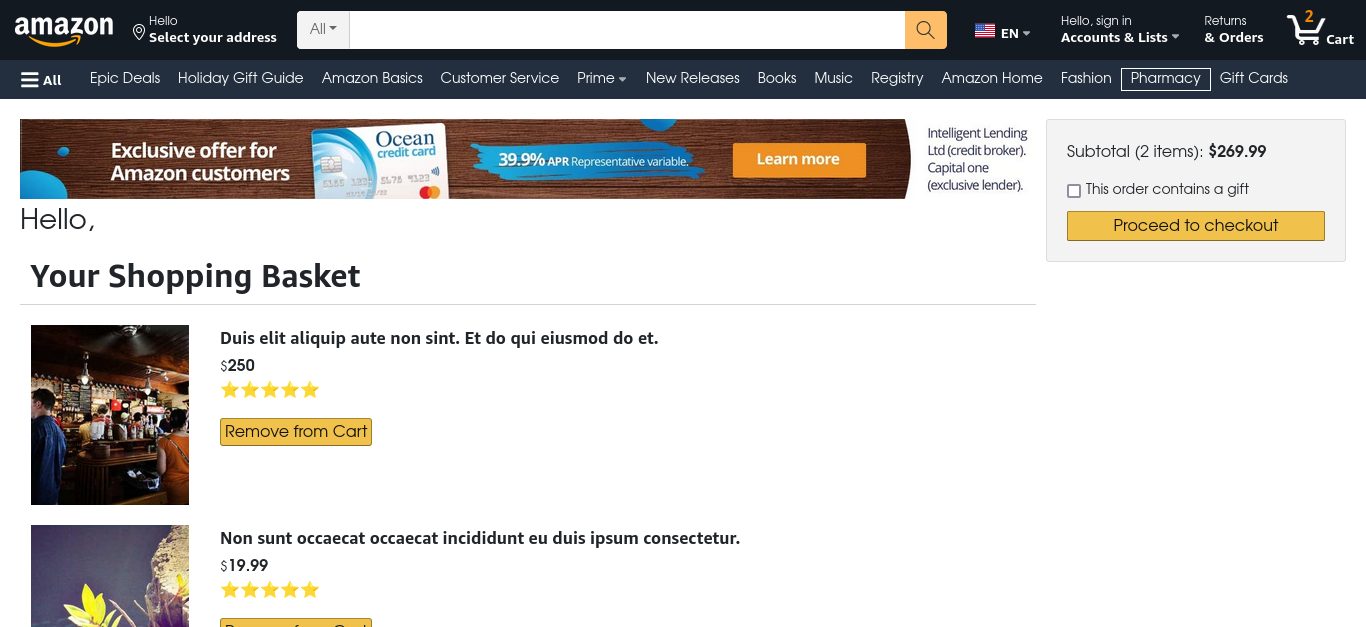 amazon
Hello
Select your address
All
EN
Hello, sign in
Accounts & Lists
Returns
& Orders
2
Cart
All
Epic Deals
Holiday Gift Guide
Amazon Basics
Customer Service
Prime
New Releases
Books
Music
Registry
Amazon Home
Fashion
Pharmacy
Gift Cards
Exclusive offer for
Amazon customers
Ocean
credit card
39.9% APR Representative variable.
Learn more
Intelligent Lending
Ltd (credit broker).
Capital one
(exclusive lender).
Subtotal (2 items): $269.99
This order contains a gift
Proceed to checkout
Hello,
Your Shopping Basket
Duis elit aliquip aute non sint. Et do qui eiusmod do et.
$250
Remove from Cart
Non sunt occaecat occaecat incididunt eu duis ipsum consectetur.
$19.99
Remove from Cart